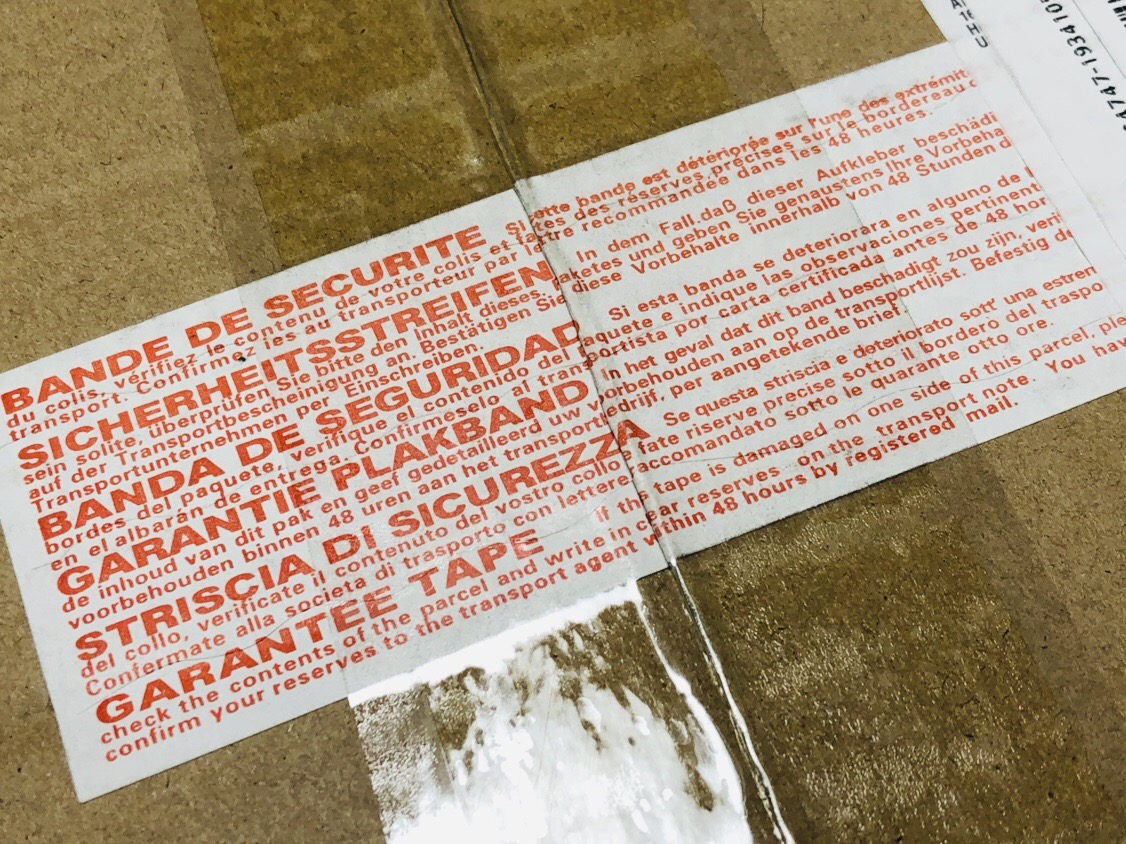 BANDE DE SECURITE Si cette bande est détériorée sur l'une des extrémit
du colis, vérifiez le contenu de votre colis et faites des réserves précises sur le bordereau
transport. Confirmez les au transporteur par lettre recommandée dans les 48 heures.
SICHERHEITSSTREIFEN In dem Fall, daß dieser Aufkleber beschädi
ein solite, überprüfen Sie bitte den Inhalt dieses Paketes und geben Sie genaustens Ihre Vorbeha
auf der Transportbescheinigung an. Bestätigen Sie diese Vorbehalte innerhalb von 48 Stunden d
Transportunternehmen per Einschreiben.
BANDA DE SEGURIDAD Si esta banda se deteriorara en alguno de
bordes del paquete, verifique el contenido del paquete e indique las observaciones pertinent
en el albarán de entrega. Confirmeselo al transportista por carta certificada antes de 48 hor
GARANTIE PLAKBAND In het geval dat dit band beschadigt zou zijn, veri
de inhoud van dit pak en geef gedetailleerd uw voorbehouden aan op de transportlijst. Befestig de
voorbehouden binnen 48 uren aan het transportbedrijf, per aangetekende brief.
STRISCIA DI SICUREZZA Se questa striscia e deteriorato sott' una estren
del collo, verificate il contenuto del vostro collo fate riserve precise sotto il borderò del traspo
Confermate alla societa di trasporto con lettera raccomandato sotto le quarante otto ore.
GARANTEE TAPE If the tape is damaged on one side of this parcel, ple
check the contents of the parcel and write in clear reserves on the transport note. You hav
confirm your reserves to the transport agent within 48 hours by registered mail.
4747-193410